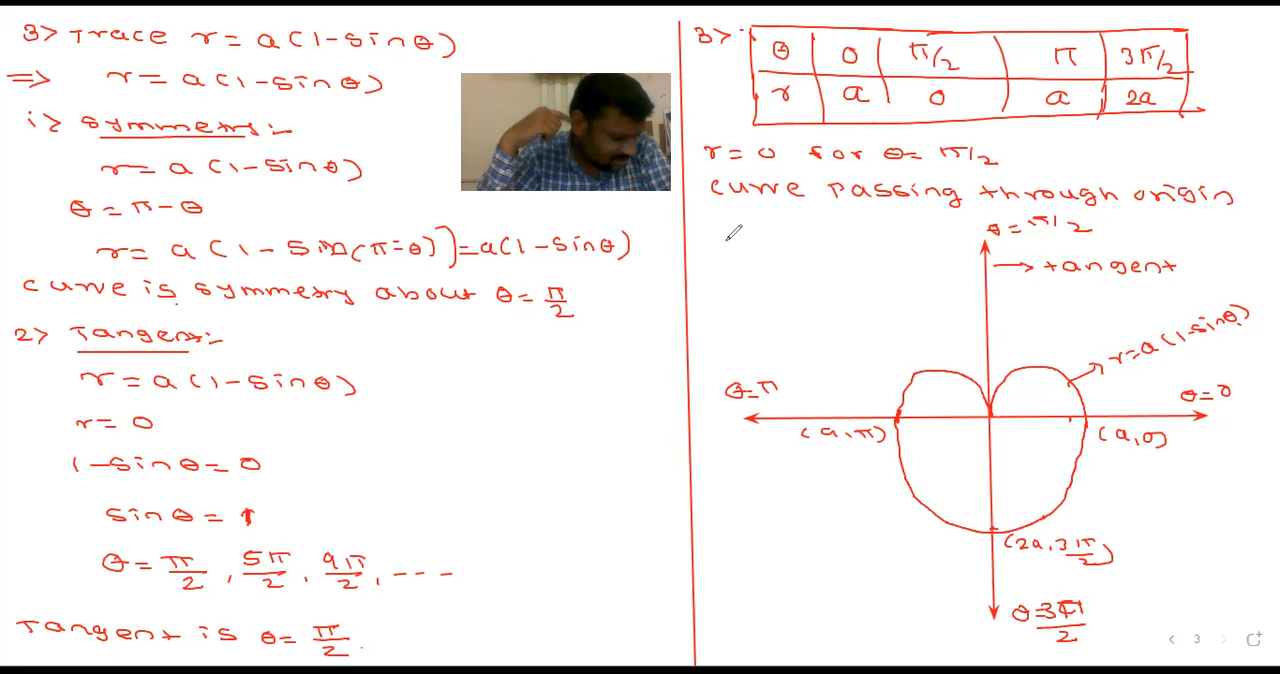 3> Trace r = a(1-sinθ)
=> r = a(1-sinθ)
i> symmetry:-
r = a(1-sinθ)
θ = π-θ
r = a(1-sin(π-θ)) = a(1-sinθ)
curve is symmetry about θ = π/2
2> Tangent:-
r = a(1-sinθ)
r = 0
1-sinθ = 0
sinθ = 1
θ = π/2, 5π/2, 9π/2, ---
Tangent is θ = π/2.
3>
θ 0 π/2 π 3π/2
r a 0 a 2a
r = 0 for θ = π/2
curve passing through origin
θ = π/2
→ tangent
r=a(1-sinθ)
θ=π
θ=0
(a,π)
(a,0)
(2a,3π/2)
θ=3π/2
< 3 >